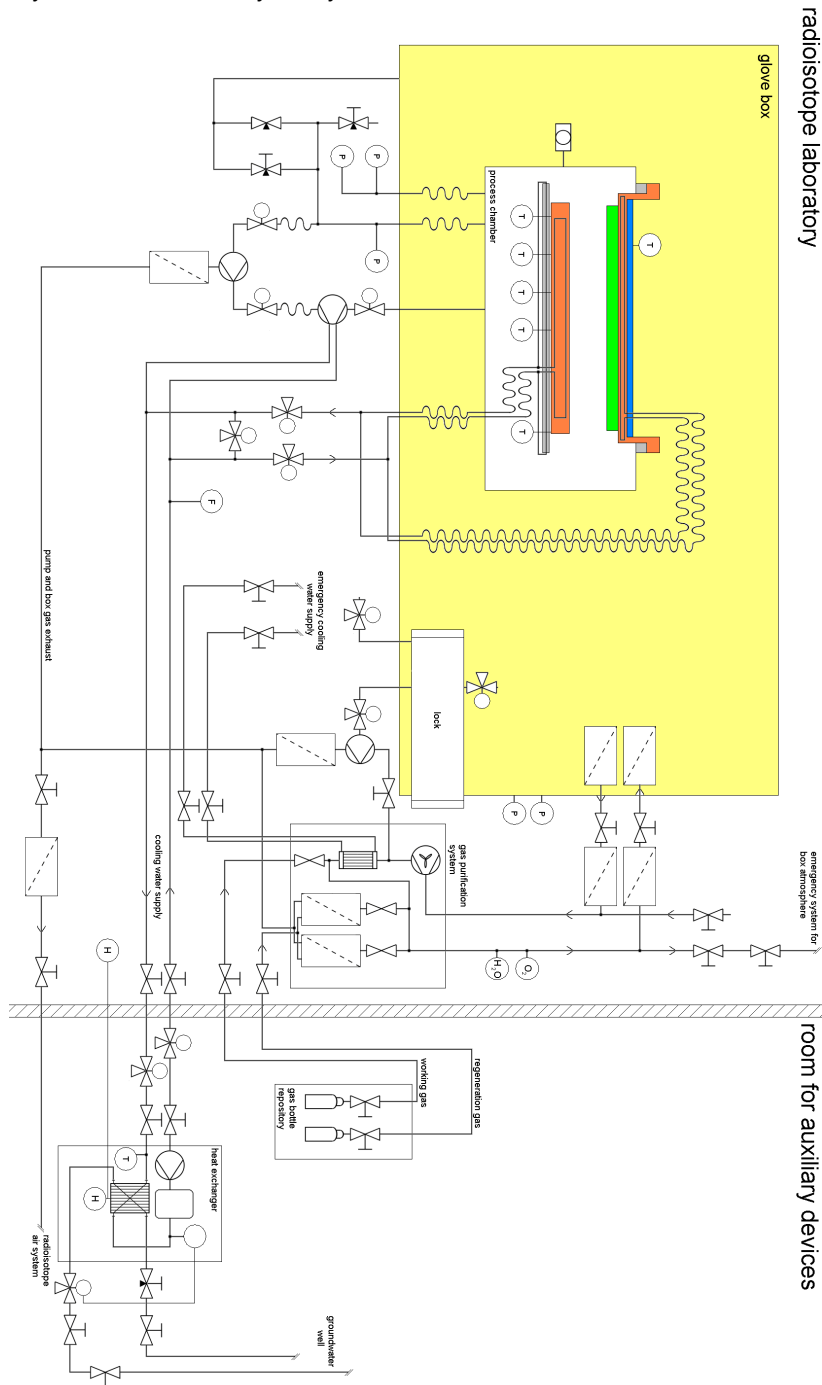 radioisotope laboratory
glove box
process chamber
P
P
P
T
T
T
T
T
T
F
pump and box gas exhaust
emergency cooling
water supply
lock
P
P
cooling water supply
gas purification
system
emergency system for
box atmosphere
H
H₂O
O₂
room for auxiliary devices
working gas
regeneration gas
gas bottle
repository
heat exchanger
T
H
radioisotope
air system
groundwater
well